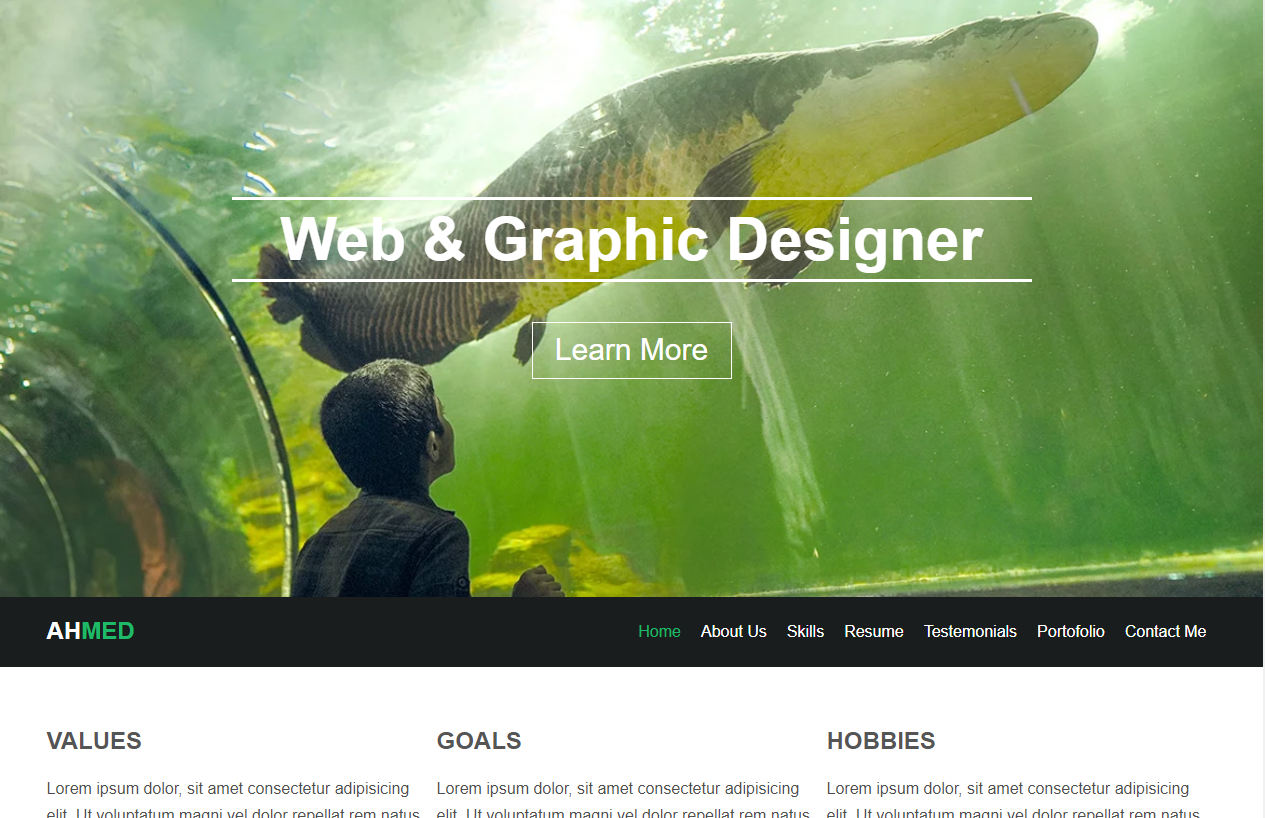 Web & Graphic Designer
Learn More
AHMED
Home About Us Skills Resume Testemonials Portofolio Contact Me
VALUES GOALS HOBBIES
Lorem ipsum dolor, sit amet consectetur adipisicing Lorem ipsum dolor, sit amet consectetur adipisicing Lorem ipsum dolor, sit amet consectetur adipisicing
elit. Ut voluptatum magni vel dolor repellat rem natus elit. Ut voluptatum magni vel dolor repellat rem natus elit. Ut voluptatum magni vel dolor repellat rem natus